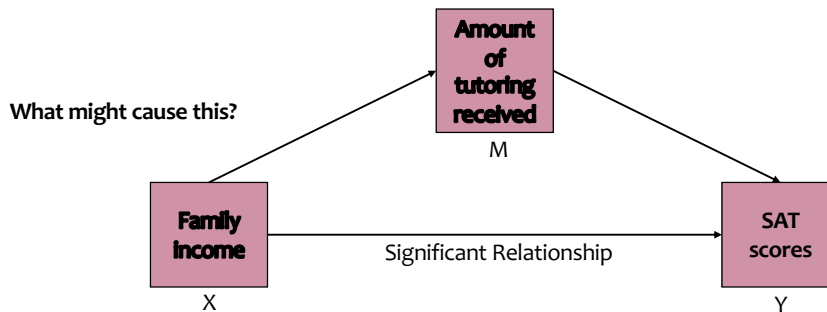 Amount
of
tutoring
received
What might cause this?
M
Family
income
SAT
scores
Significant Relationship
X
Y